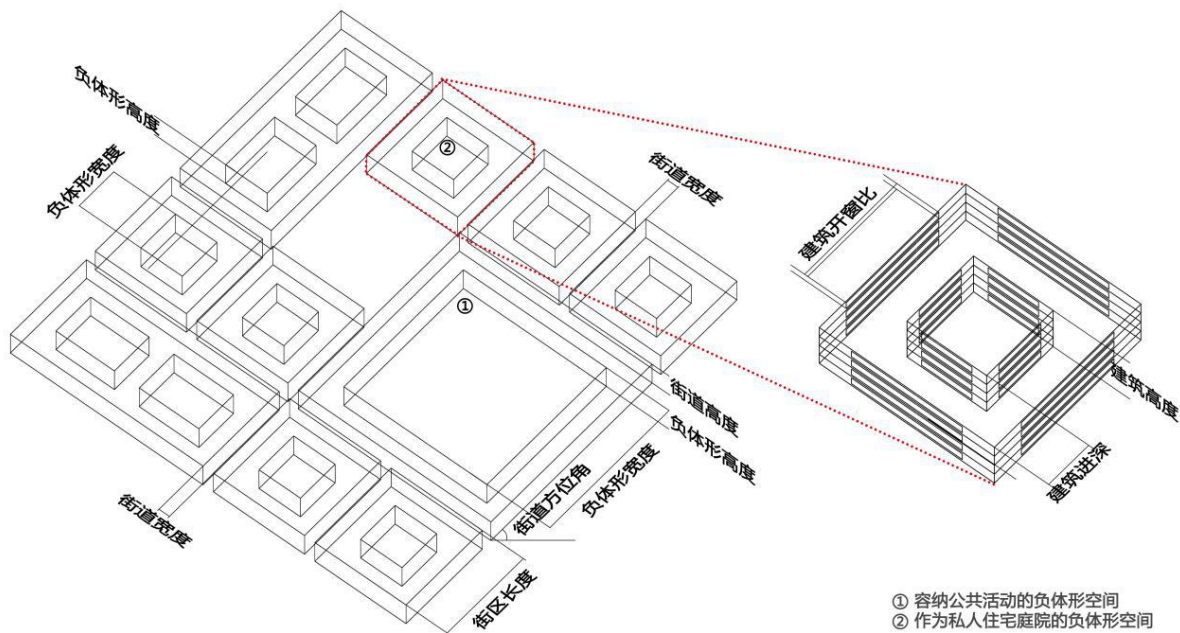 负体形高度
负体形宽度
②
街道宽度
建筑开窗比
①
建筑高度
街道高度
负体形高度
负体形宽度
建筑进深
街道方位角
街道宽度
街区长度
① 容纳公共活动的负体形空间
② 作为私人住宅庭院的负体形空间